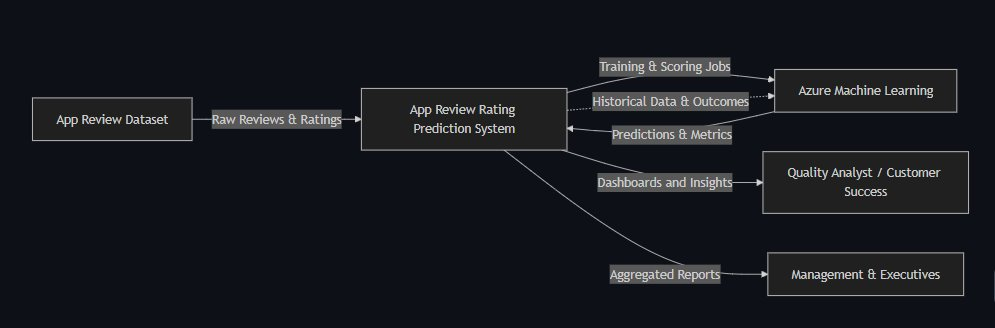 App Review Dataset
Raw Reviews & Ratings
App Review Rating
Prediction System
Training & Scoring Jobs
Historical Data & Outcomes
Predictions & Metrics
Dashboards and Insights
Aggregated Reports
Azure Machine Learning
Quality Analyst / Customer
Success
Management & Executives